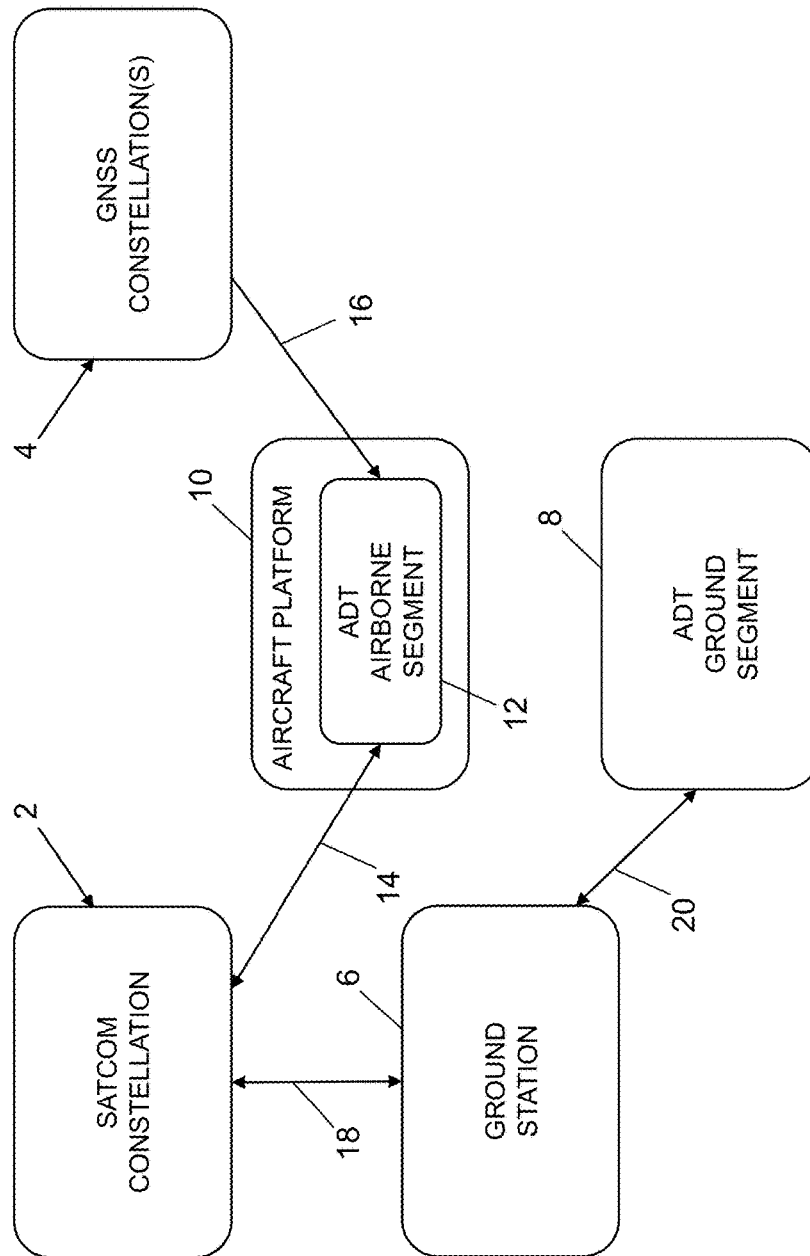 SATCOM
CONSTELLATION
2
GNSS
CONSTELLATION(S)
4
18
14
16
AIRCRAFT PLATFORM
10
ADT
AIRBORNE
SEGMENT
12
GROUND
STATION
6
20
ADT
GROUND
SEGMENT
8